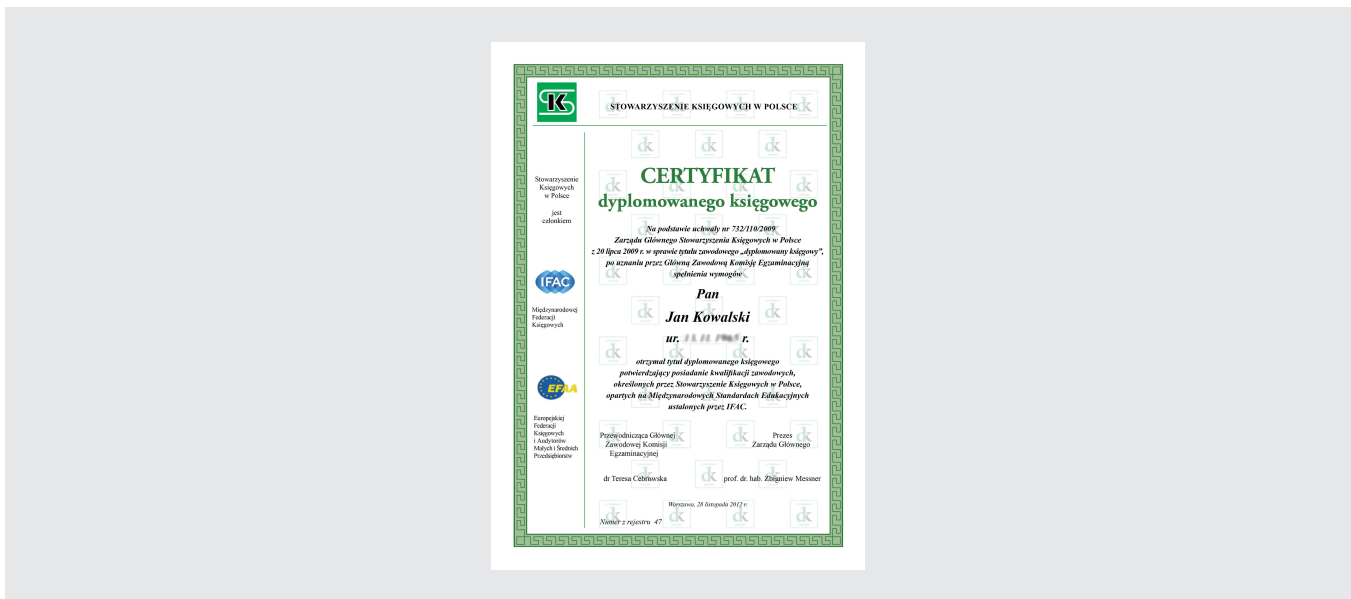 STOWARZYSZENIE KSIĘGOWYCH W POLSCE
Stowarzyszenie
Księgowych
w Polsce
jest
członkiem
IFAC
Międzynarodowej
Federacji
Księgowych
EFAA
Europejskiej
Federacji
Księgowych
i Audytorów
Małych i Średnich
Przedsiębiorstw
CERTYFIKAT
dyplomowanego księgowego
Na podstawie uchwały nr 732/110/2009
Zarządu Głównego Stowarzyszenia Księgowych w Polsce
z 20 lipca 2009 r. w sprawie tytułu zawodowego „dyplomowany księgowy”,
po uznaniu przez Główną Zawodową Komisję Egzaminacyjną
spełnienia wymogów
Pan
Jan Kowalski
ur. r.
otrzymał tytuł dyplomowanego księgowego
potwierdzający posiadanie kwalifikacji zawodowych,
określonych przez Stowarzyszenie Księgowych w Polsce,
opartych na Międzynarodowych Standardach Edukacyjnych
ustalonych przez IFAC.
Przewodnicząca Głównej
Zawodowej Komisji
Egzaminacyjnej
dr Teresa Cebrowska
Prezes
Zarządu Głównego
prof. dr. hab. Zbigniew Messner
Warszawa, 28 listopada 2012 r.
Numer z rejestru 47